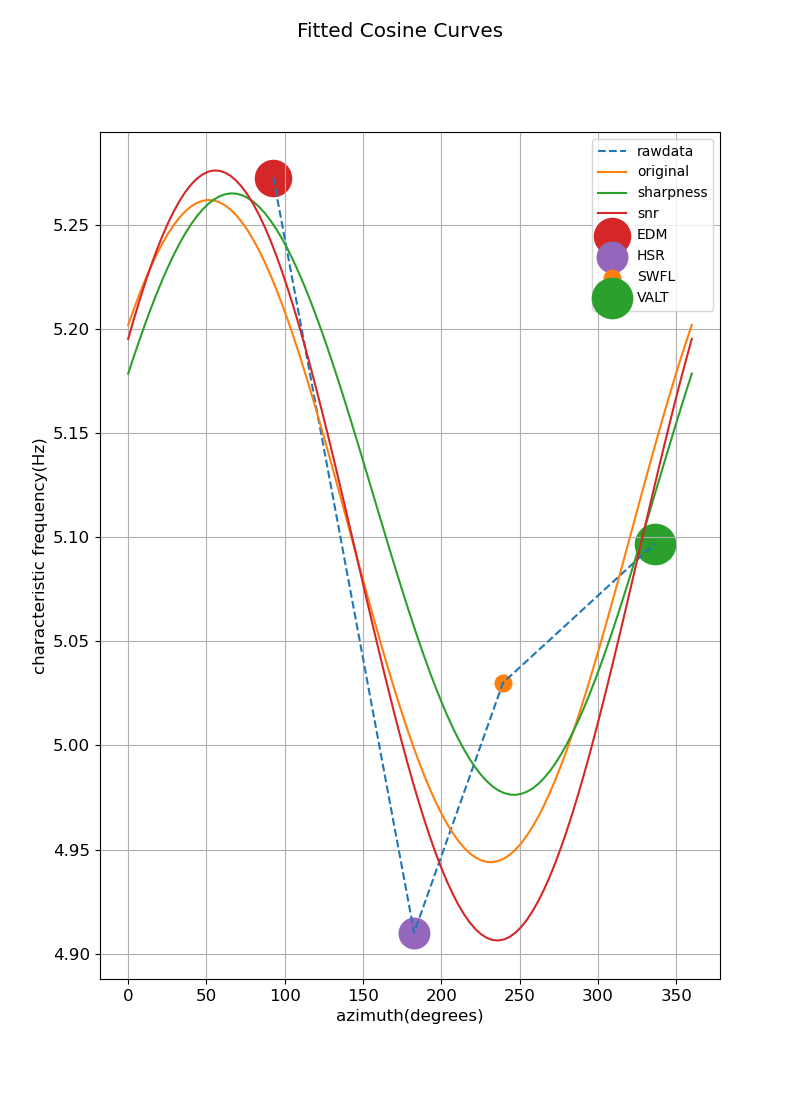 Fitted Cosine Curves
rawdata
original
sharpness
snr
EDM
HSR
SWFL
VALT
characteristic frequency(Hz)
5.25
5.20
5.15
5.10
5.05
5.00
4.95
4.90
0 50 100 150 200 250 300 350
azimuth(degrees)